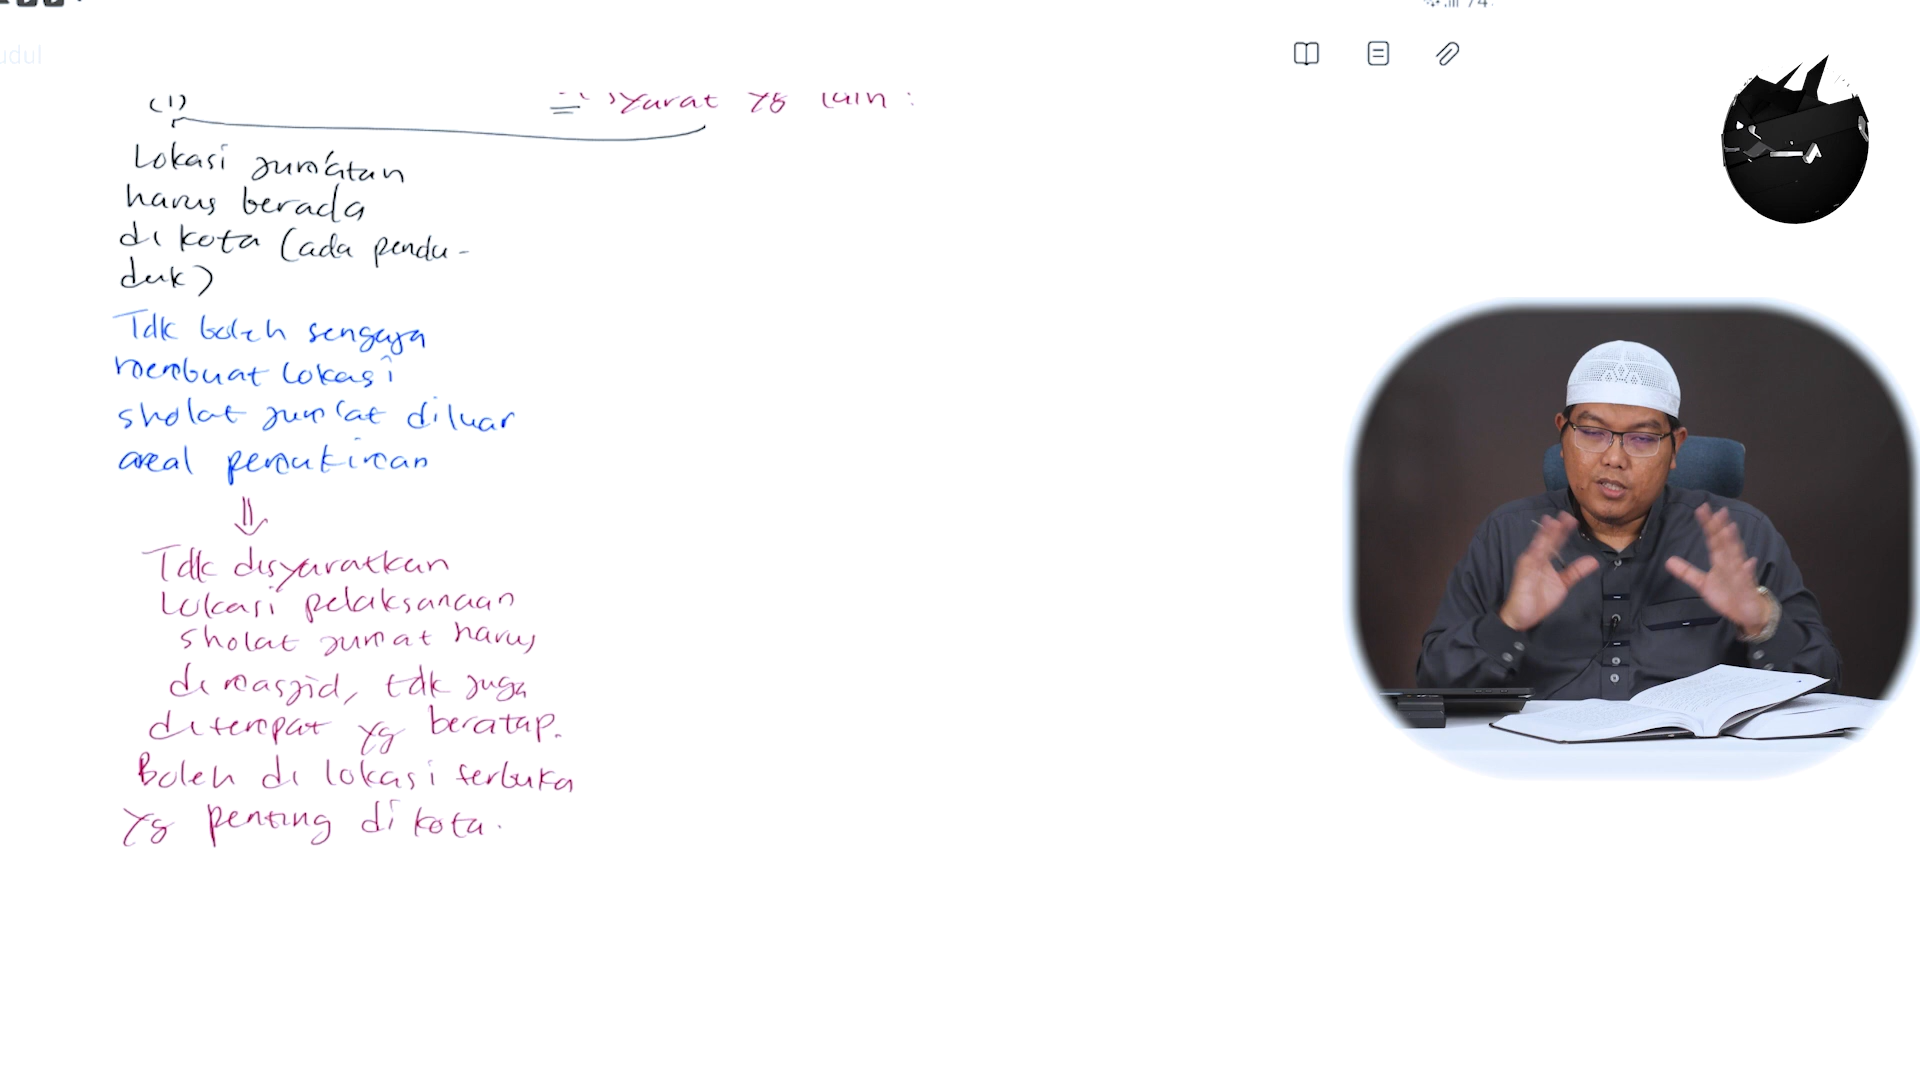 udul
(1)
syarat yg lain :
Lokasi Jum'atan
harus berada
di kota (ada pendu-
duk)
Tdk boleh sengaja
membuat lokasi
sholat jum'at diluar
areal pemukiman
Tdk disyaratkan
Lokasi pelaksanaan
sholat jumat harus
di masjid, tdk juga
ditempat yg beratap.
Boleh di lokasi terbuka
yg penting di kota.